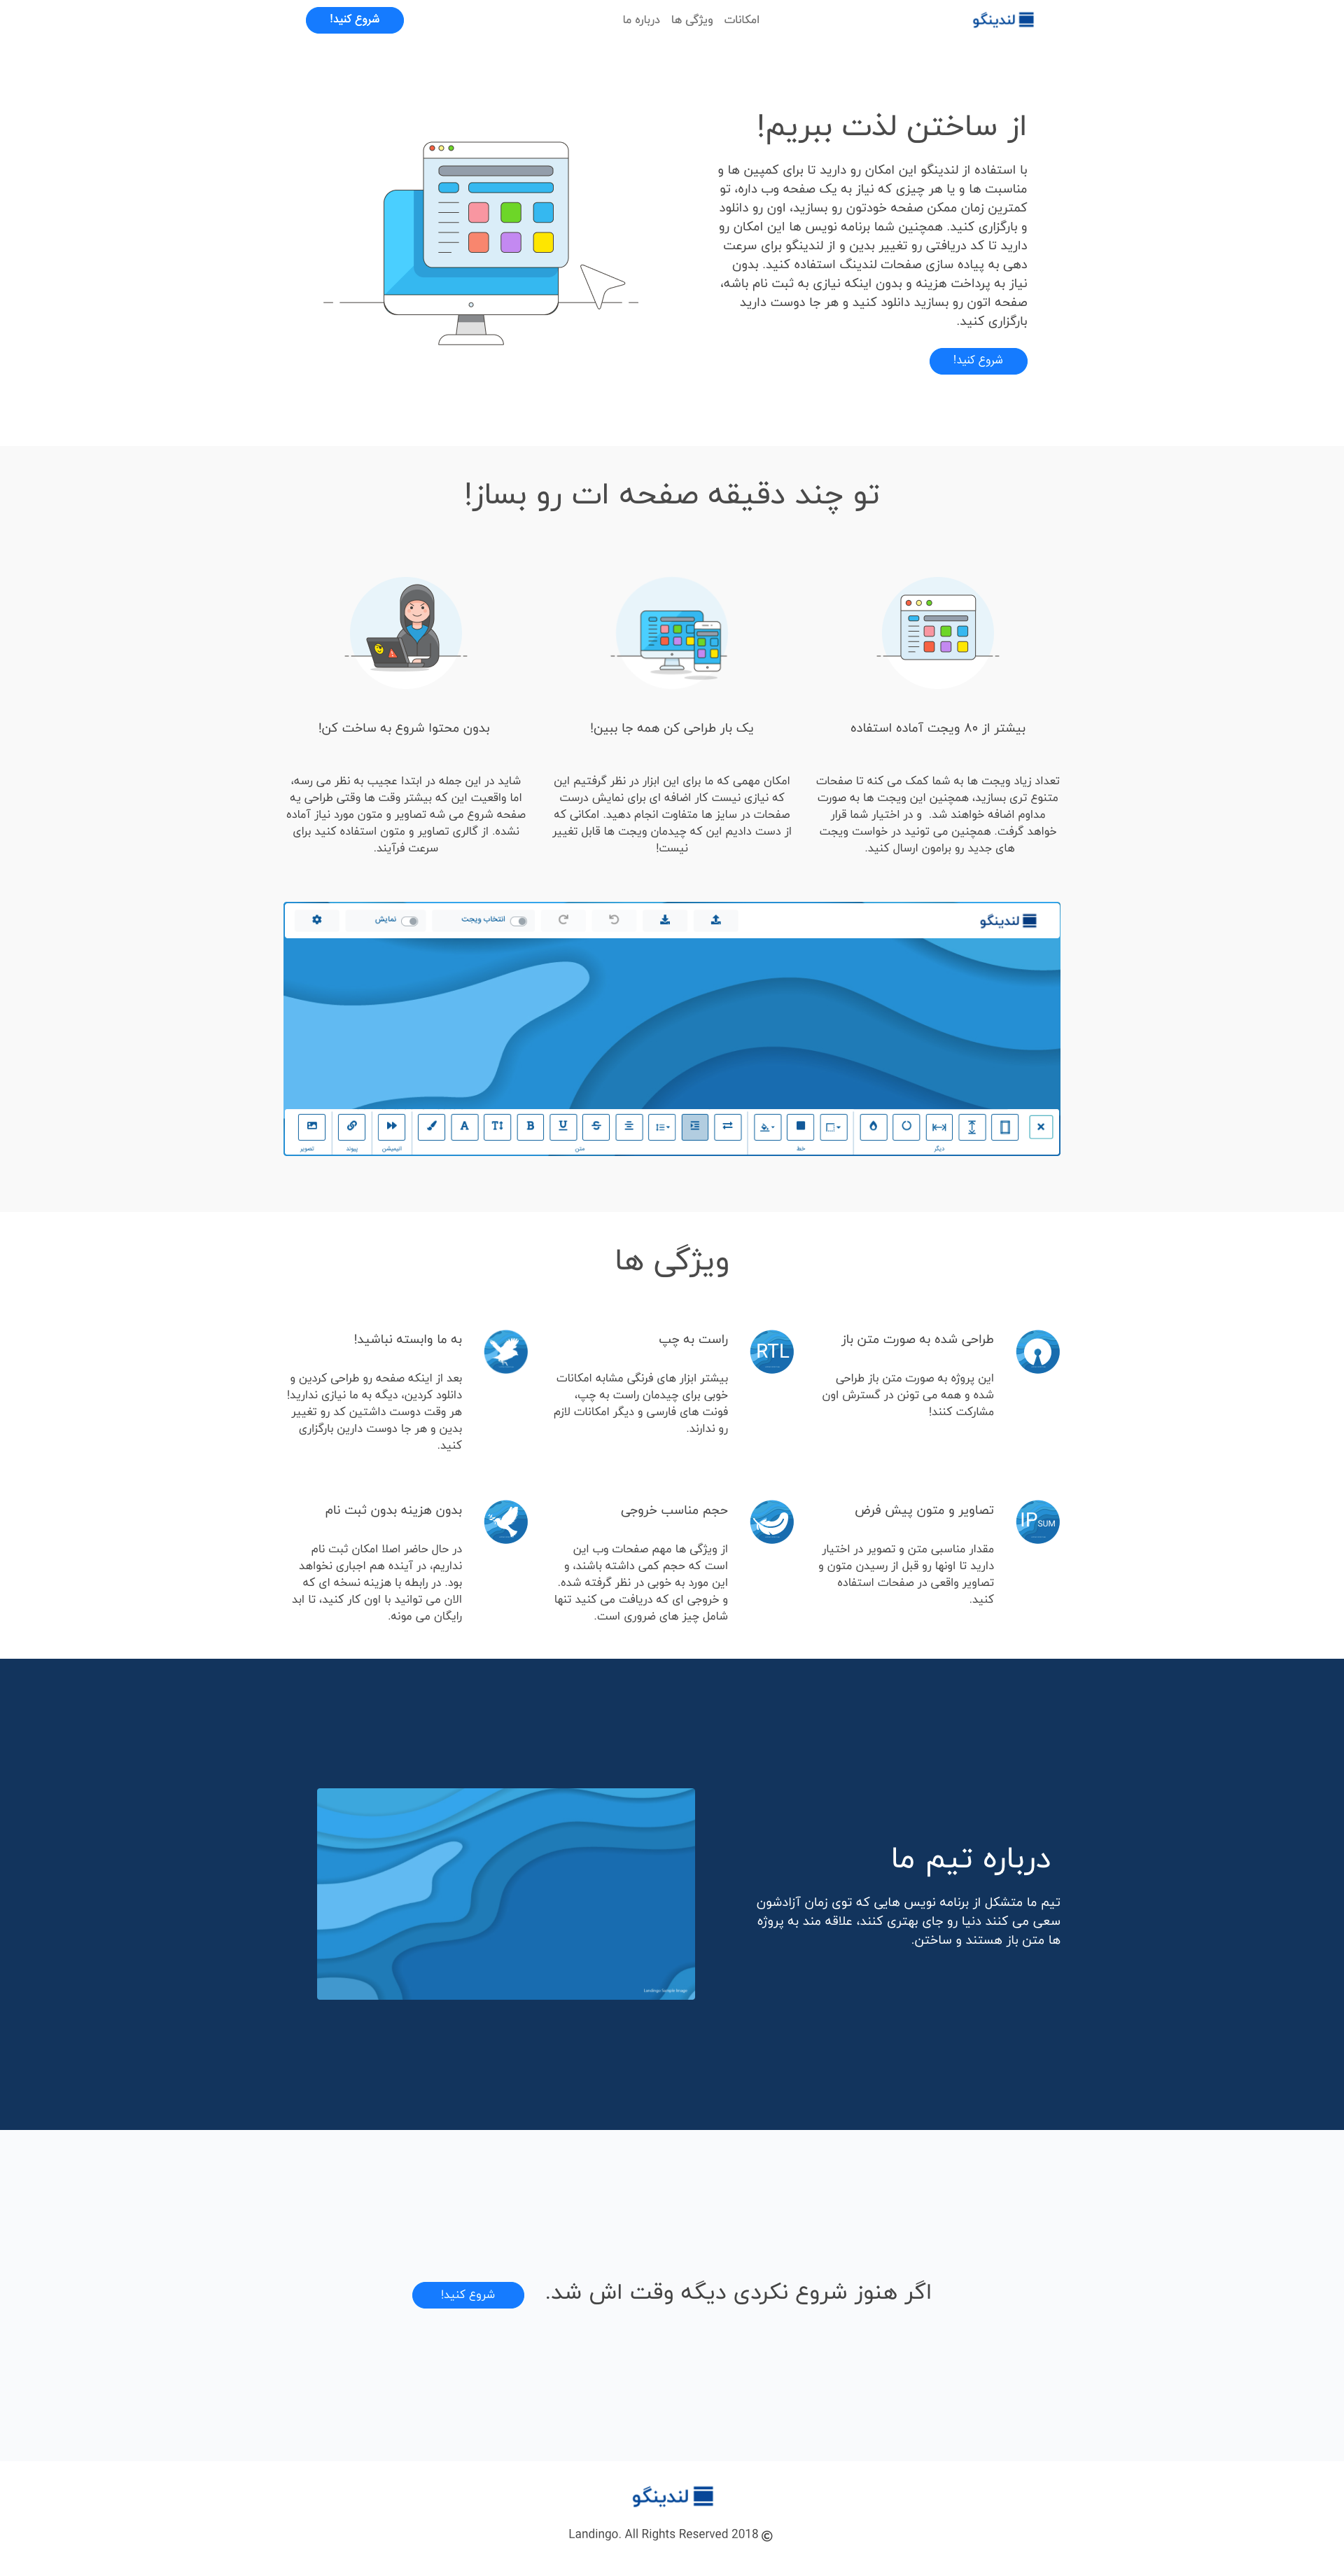 لندینگو
امکانات
ویژگی ها
درباره ما
شروع کنید!
از ساختن لذت ببریم!
با استفاده از لندینگو این امکان رو دارید تا برای کمپین ها و
مناسبت ها و یا هر چیزی که نیاز به یک صفحه وب داره، تو
کمترین زمان ممکن صفحه خودتون رو بسازید، اون رو دانلود
و بارگزاری کنید. همچنین شما برنامه نویس ها این امکان رو
دارید تا کد دریافتی رو تغییر بدین و از لندینگو برای سرعت
دهی به پیاده سازی صفحات لندینگ استفاده کنید. بدون
نیاز به پرداخت هزینه و بدون اینکه نیازی به ثبت نام باشه،
صفحه اتون رو بسازید دانلود کنید و هر جا دوست دارید
بارگزاری کنید.
شروع کنید!
تو چند دقیقه صفحه ات رو بساز!
بیشتر از ۸۰ ویجت آماده استفاده
تعداد زیاد ویجت ها به شما کمک می کنه تا صفحات
متنوع تری بسازید، همچنین این ویجت ها به صورت
مداوم اضافه خواهند شد. و در اختیار شما قرار
خواهد گرفت. همچنین می تونید در خواست ویجت
های جدید رو برامون ارسال کنید.
یک بار طراحی کن همه جا ببین!
امکان مهمی که ما برای این ابزار در نظر گرفتیم این
که نیازی نیست کار اضافه ای برای نمایش درست
صفحات در سایز ها متفاوت انجام دهید. امکانی که
از دست دادیم این که چیدمان ویجت ها قابل تغییر
نیست!
بدون محتوا شروع به ساخت کن!
شاید در این جمله در ابتدا عجیب به نظر می رسه،
اما واقعیت این که بیشتر وقت ها وقتی طراحی یه
صفحه شروع می شه تصاویر و متون مورد نیاز آماده
نشده. از گالری تصاویر و متون استفاده کنید برای
سرعت فرآیند.
لندینگو
انتخاب ویجت
نمایش
دیگر
خط
متن
انیمیشن
پیوند
تصویر
ویژگی ها
طراحی شده به صورت متن باز
این پروژه به صورت متن باز طراحی
شده و همه می تونن در گسترش اون
مشارکت کنند!
RTL
راست به چپ
بیشتر ابزار های فرنگی مشابه امکانات
خوبی برای چیدمان راست به چپ،
فونت های فارسی و دیگر امکانات لازم
رو ندارند.
به ما وابسته نباشید!
بعد از اینکه صفحه رو طراحی کردین و
دانلود کردین، دیگه به ما نیازی ندارید!
هر وقت دوست داشتین کد رو تغییر
بدین و هر جا دوست دارین بارگزاری
کنید.
IPSUM
تصاویر و متون پیش فرض
مقدار مناسبی متن و تصویر در اختیار
دارید تا اونها رو قبل از رسیدن متون و
تصاویر واقعی در صفحات استفاده
کنید.
حجم مناسب خروجی
از ویژگی ها مهم صفحات وب این
است که حجم کمی داشته باشند، و
این مورد به خوبی در نظر گرفته شده.
و خروجی ای که دریافت می کنید تنها
شامل چیز های ضروری است.
بدون هزینه بدون ثبت نام
در حال حاضر اصلا امکان ثبت نام
نداریم، در آینده هم اجباری نخواهد
بود. در رابطه با هزینه نسخه ای که
الان می توانید با اون کار کنید، تا ابد
رایگان می مونه.
درباره تیم ما
تیم ما متشکل از برنامه نویس هایی که توی زمان آزادشون
سعی می کنند دنیا رو جای بهتری کنند، علاقه مند به پروژه
ها متن باز هستند و ساختن.
Landingo Sample Image
اگر هنوز شروع نکردی دیگه وقت اش شد.
شروع کنید!
لندینگو
Landingo. All Rights Reserved 2018 ©